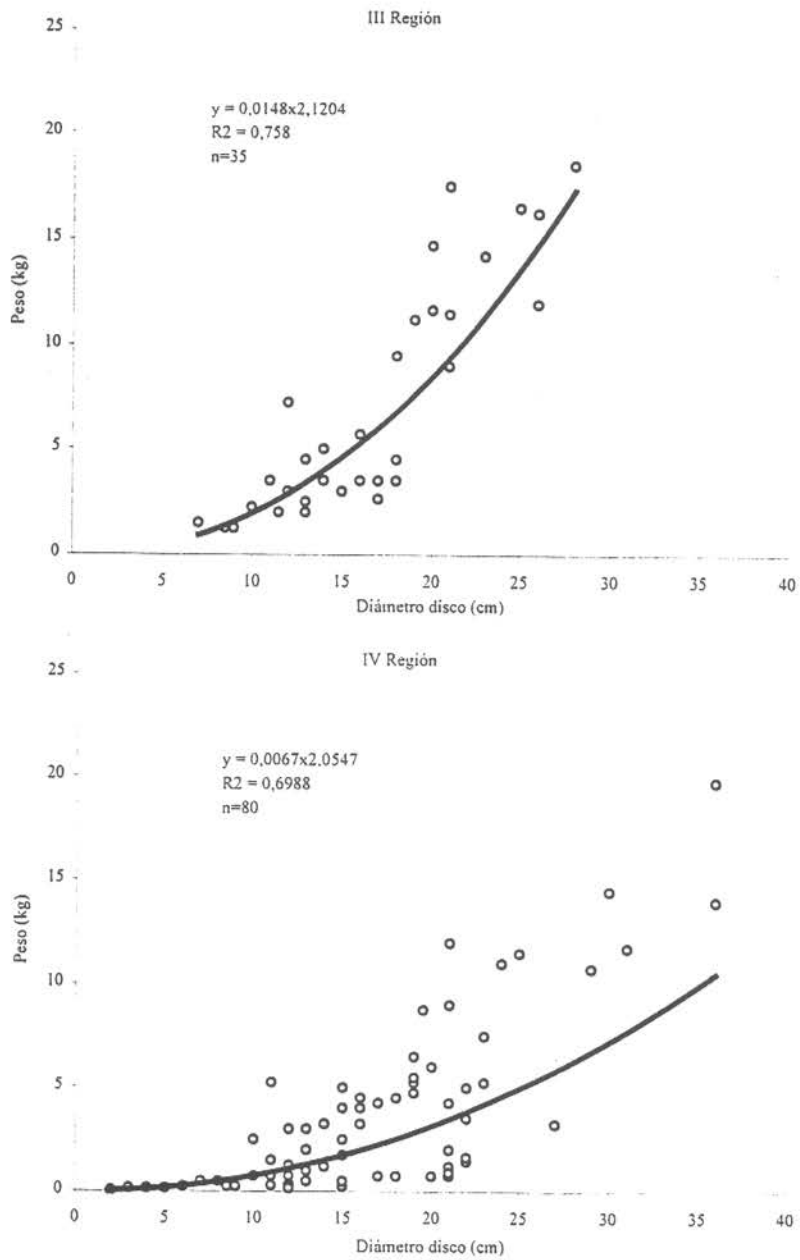 III Región
25
20
15
10
5
0
Peso (kg)
y = 0,0148x2,1204
R2 = 0,758
n=35
0 5 10 15 20 25 30 35 40
Diámetro disco (cm)
IV Región
25
20
15
10
5
0
Peso (kg)
y = 0,0067x2.0547
R2 = 0,6988
n=80
0 5 10 15 20 25 30 35 40
Diámetro disco (cm)